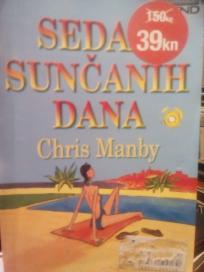 SEDA
150kn
39kn
SUNČANIH
DANA
Chris Manby